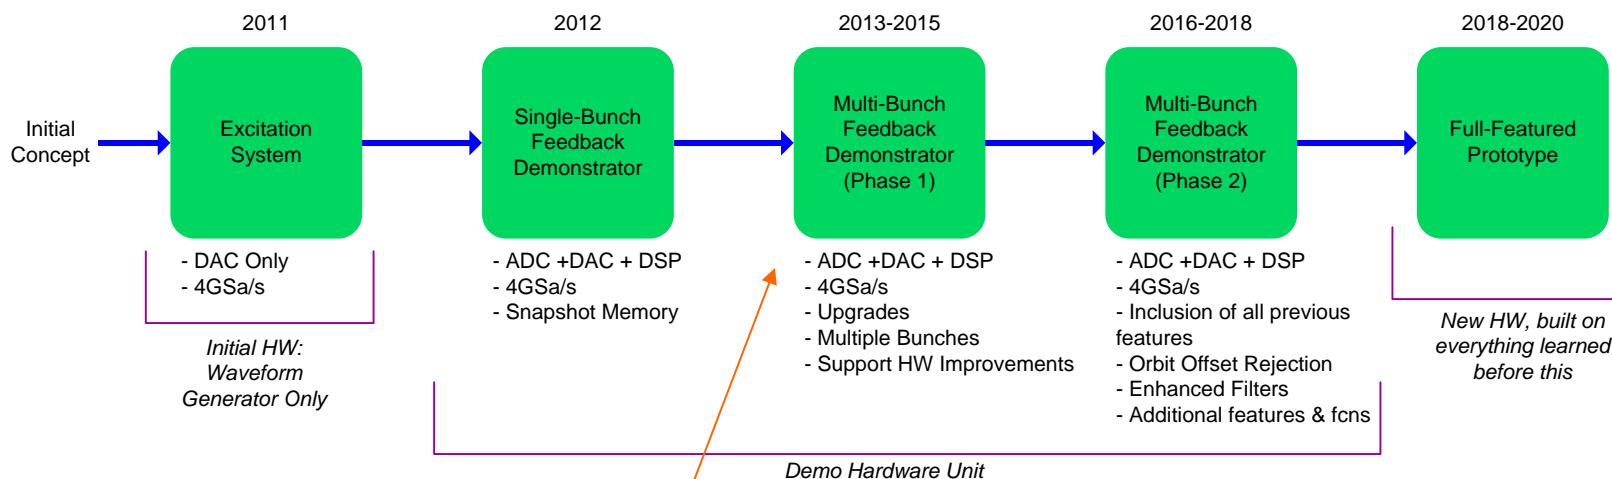 2011
2012
2013-2015
2016-2018
2018-2020
Initial
Concept
Excitation
System
Single-Bunch
Feedback
Demonstrator
Multi-Bunch
Feedback
Demonstrator
(Phase 1)
Multi-Bunch
Feedback
Demonstrator
(Phase 2)
Full-Featured
Prototype
- DAC Only
- 4GSa/s
- ADC +DAC + DSP
- 4GSa/s
- Snapshot Memory
- ADC +DAC + DSP
- 4GSa/s
- Upgrades
- Multiple Bunches
- Support HW Improvements
- ADC +DAC + DSP
- 4GSa/s
- Inclusion of all previous
features
- Orbit Offset Rejection
- Enhanced Filters
- Additional features & fcns
Initial HW:
Waveform
Generator Only
New HW, built on
everything learned
before this
Demo Hardware Unit